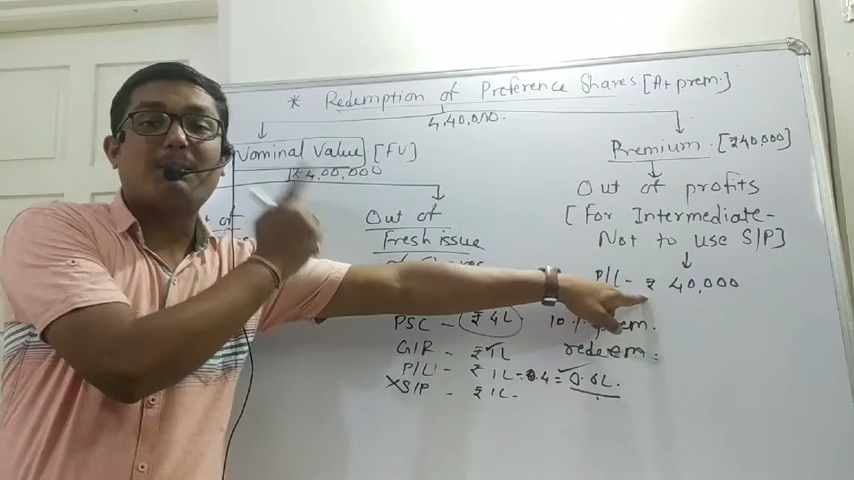 * Redemption of Preference Shares [At prem.]
4,40,000.
Nominal Value [FV]
₹ 4,00,000
Out of
Fresh issue
Premium. [₹40,000]
Out of profits
[For Intermediate-
Not to use S/P]
P/L - ₹ 40,000
PSC - ₹ 4L
10% prem.
G/R - ₹ 1L
redeem.
P/L - ₹ 1L - 0.4 = 0.6L.
×S/P - ₹ 1L -